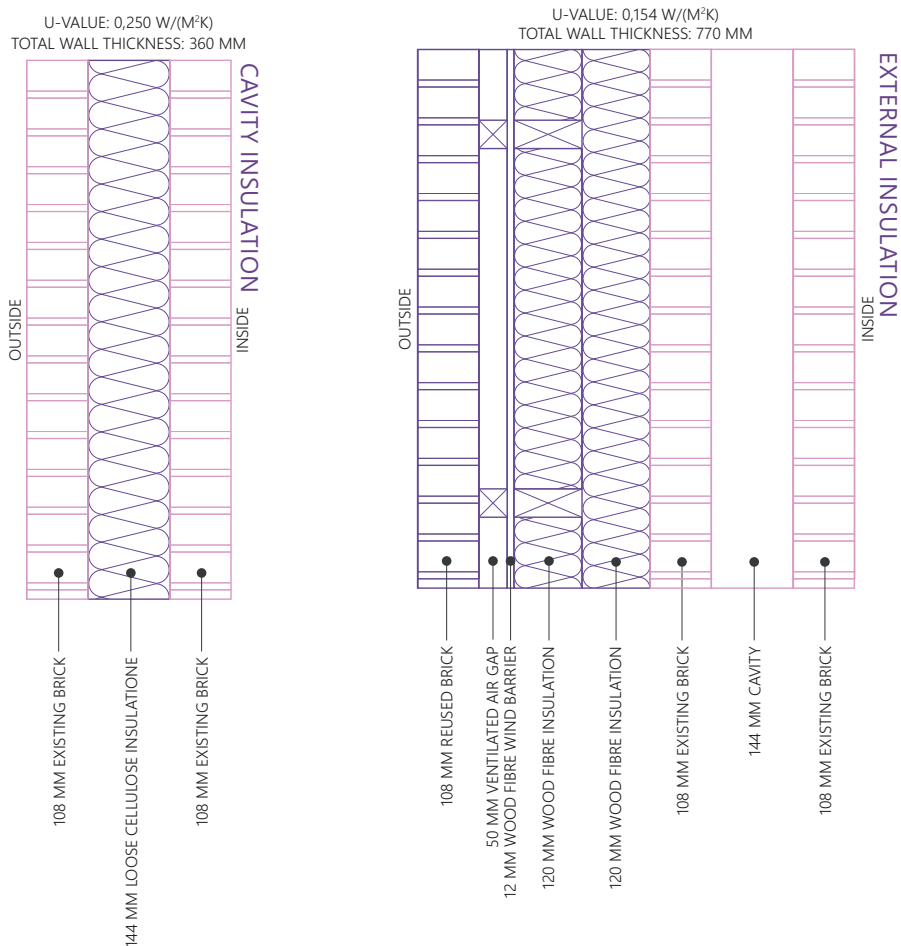 U-VALUE: 0,250 W/(M²K)
TOTAL WALL THICKNESS: 360 MM
CAVITY INSULATION
OUTSIDE
INSIDE
108 MM EXISTING BRICK
144 MM LOOSE CELLULOSE INSULATIONE
108 MM EXISTING BRICK
U-VALUE: 0,154 W/(M²K)
TOTAL WALL THICKNESS: 770 MM
EXTERNAL INSULATION
OUTSIDE
INSIDE
108 MM REUSED BRICK
50 MM VENTILATED AIR GAP
12 MM WOOD FIBRE WIND BARRIER
120 MM WOOD FIBRE INSULATION
120 MM WOOD FIBRE INSULATION
108 MM EXISTING BRICK
144 MM CAVITY
108 MM EXISTING BRICK